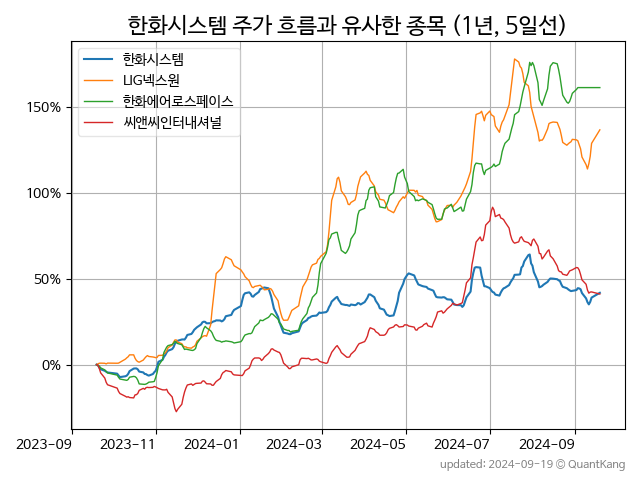 한화시스템 주가 흐름과 유사한 종목 (1년, 5일선)
한화시스템
LIG넥스원
한화에어로스페이스
씨앤씨인터내셔널
150%
100%
50%
0%
2023-09 2023-11 2024-01 2024-03 2024-05 2024-07 2024-09
updated: 2024-09-19 © QuantKang